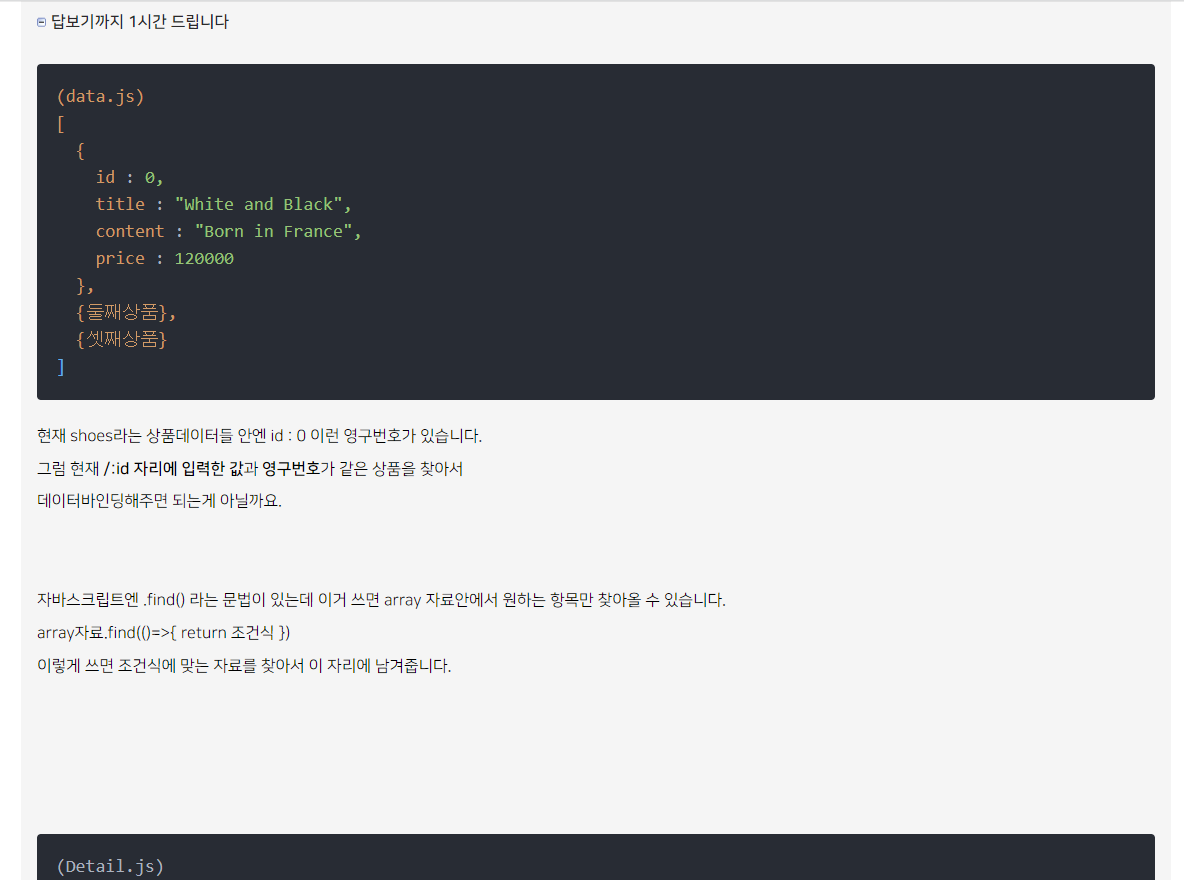 답보기까지 1시간 드립니다
(data.js)
[
{
id : 0,
title : "White and Black",
content : "Born in France",
price : 120000
},
{둘째상품},
{셋째상품}
]
현재 shoes라는 상품데이터들 안엔 id : 0 이런 영구번호가 있습니다.
그럼 현재 /:id 자리에 입력한 값과 영구번호가 같은 상품을 찾아서
데이터바인딩해주면 되는게 아닐까요.
자바스크립트엔 .find() 라는 문법이 있는데 이거 쓰면 array 자료안에서 원하는 항목만 찾아올 수 있습니다.
array자료.find(()=>{ return 조건식 })
이렇게 쓰면 조건식에 맞는 자료를 찾아서 이 자리에 남겨줍니다.
(Detail.js)